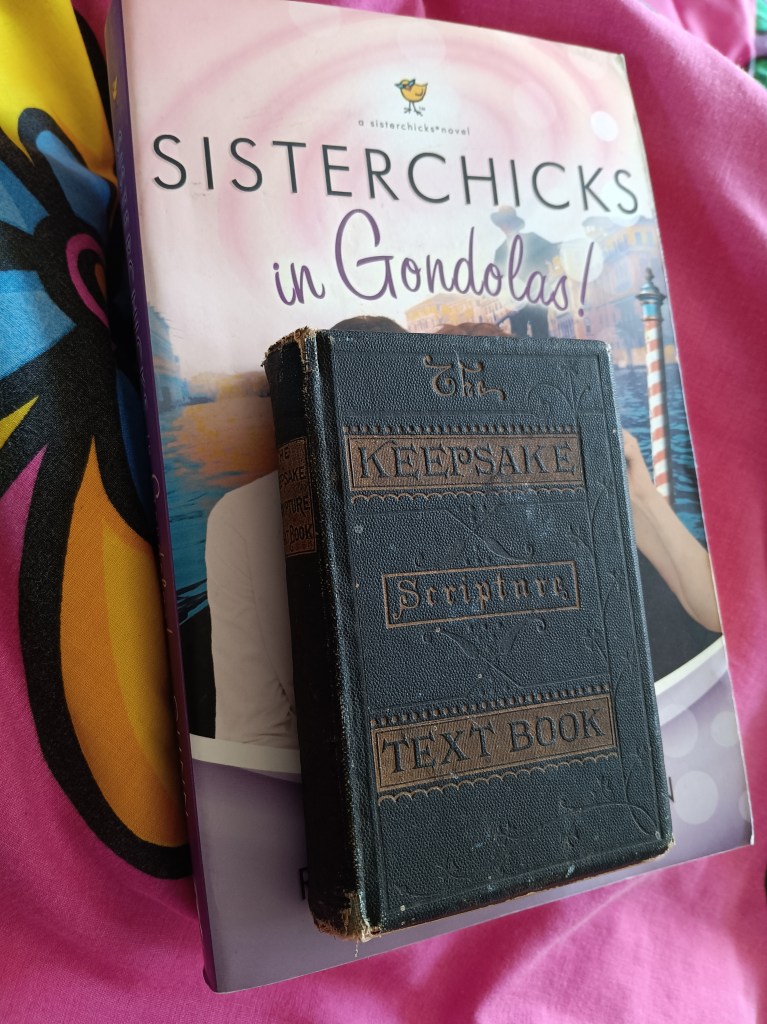 a sisterchicks® novel
SISTERCHICKS
in Gondolas!
The
KEEPSAKE
Scripture
TEXT BOOK